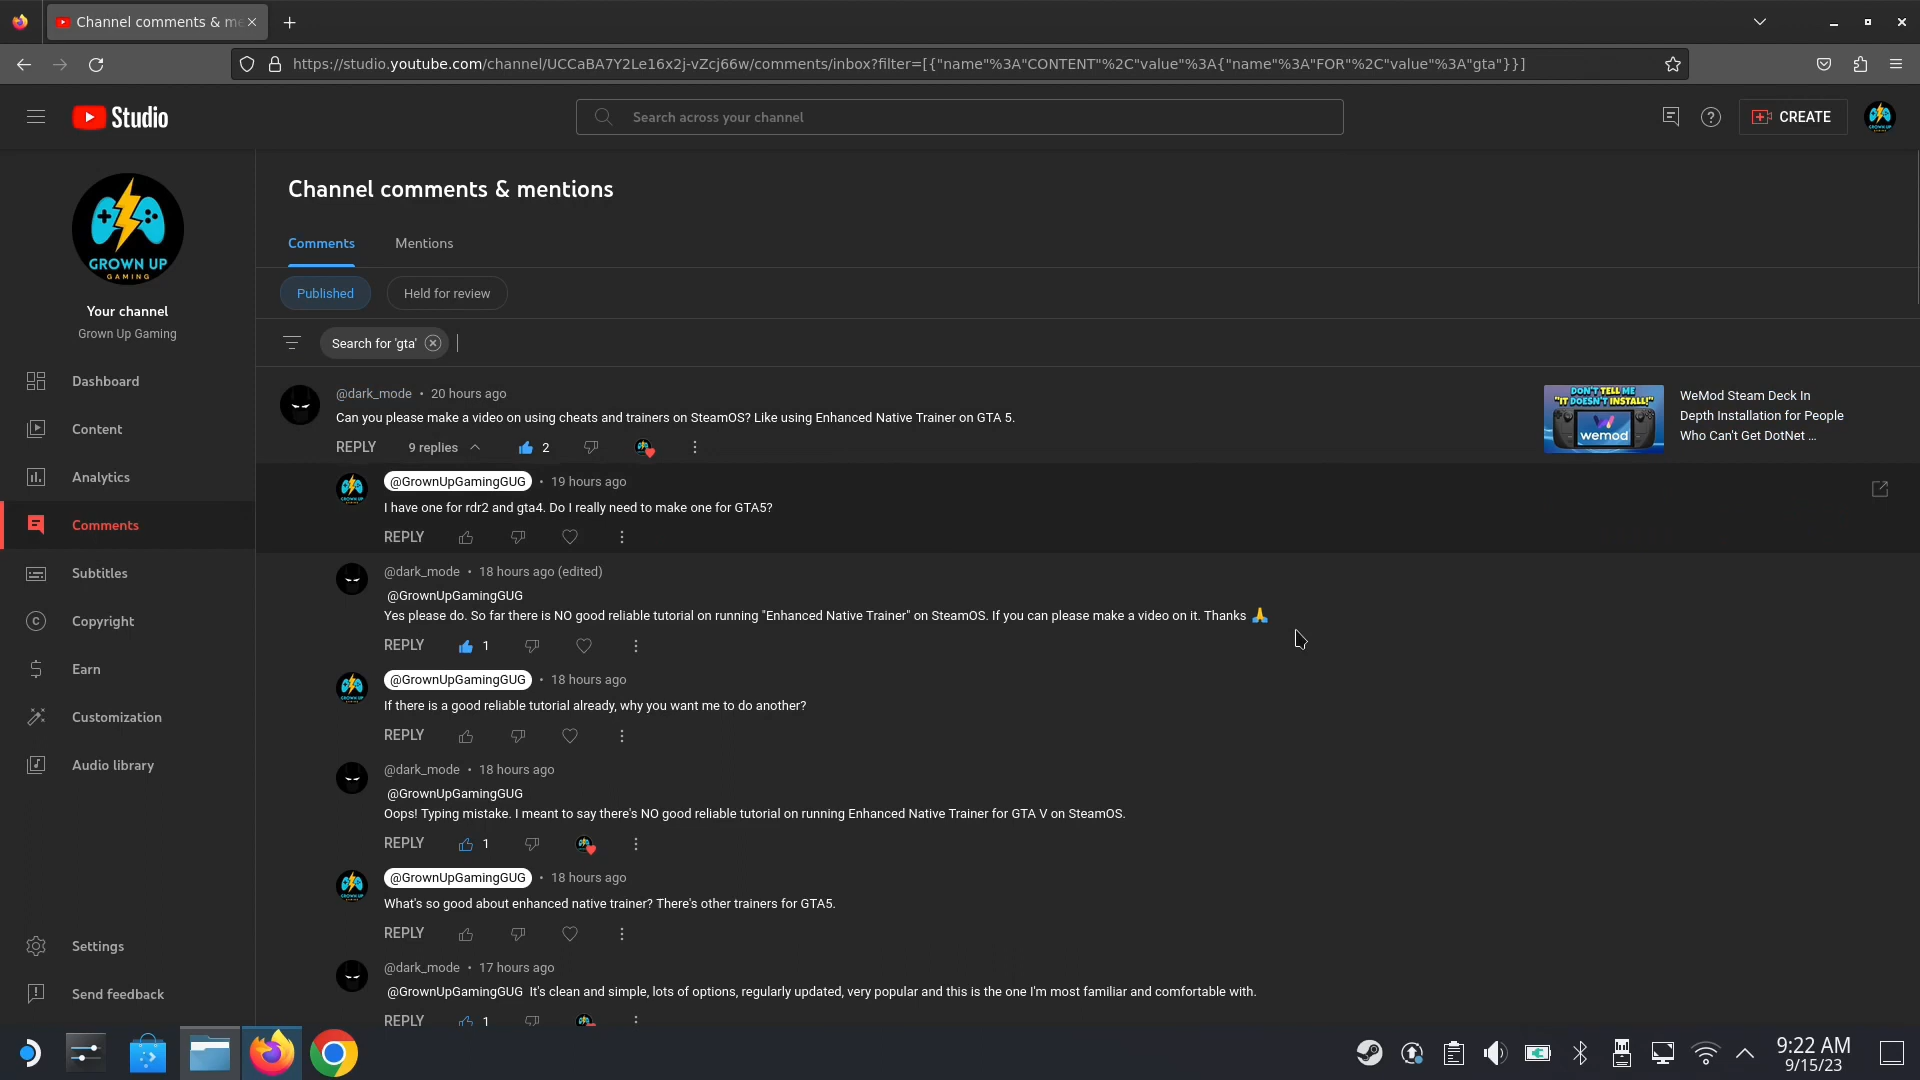 Channel comments & me
https://studio.youtube.com/channel/UCCaBA7Y2Le16x2j-vZcj66w/comments/inbox?filter=[{"name"%3A"CONTENT"%2C"value"%3A{"name"%3A"FOR"%2C"value"%3A"gta"}}]
Studio
Search across your channel
CREATE
GROWN UP
GAMING
Your channel
Grown Up Gaming
Dashboard
Content
Analytics
Comments
Subtitles
Copyright
Earn
Customization
Audio library
Settings
Send feedback
Channel comments & mentions
Comments
Mentions
Published
Held for review
Search for 'gta'
@dark_mode • 20 hours ago
Can you please make a video on using cheats and trainers on SteamOS? Like using Enhanced Native Trainer on GTA 5.
REPLY 9 replies 2
DON'T TELL ME
"IT DOESN'T INSTALL!"
wemod
WeMod Steam Deck In
Depth Installation for People
Who Can't Get DotNet ...
@GrownUpGamingGUG • 19 hours ago
I have one for rdr2 and gta4. Do I really need to make one for GTA5?
REPLY
@dark_mode • 18 hours ago (edited)
@GrownUpGamingGUG
Yes please do. So far there is NO good reliable tutorial on running "Enhanced Native Trainer" on SteamOS. If you can please make a video on it. Thanks 🙏
REPLY 1
@GrownUpGamingGUG • 18 hours ago
If there is a good reliable tutorial already, why you want me to do another?
REPLY
@dark_mode • 18 hours ago
@GrownUpGamingGUG
Oops! Typing mistake. I meant to say there's NO good reliable tutorial on running Enhanced Native Trainer for GTA V on SteamOS.
REPLY 1
@GrownUpGamingGUG • 18 hours ago
What's so good about enhanced native trainer? There's other trainers for GTA5.
REPLY
@dark_mode • 17 hours ago
@GrownUpGamingGUG It's clean and simple, lots of options, regularly updated, very popular and this is the one I'm most familiar and comfortable with.
REPLY 1
9:22 AM
9/15/23